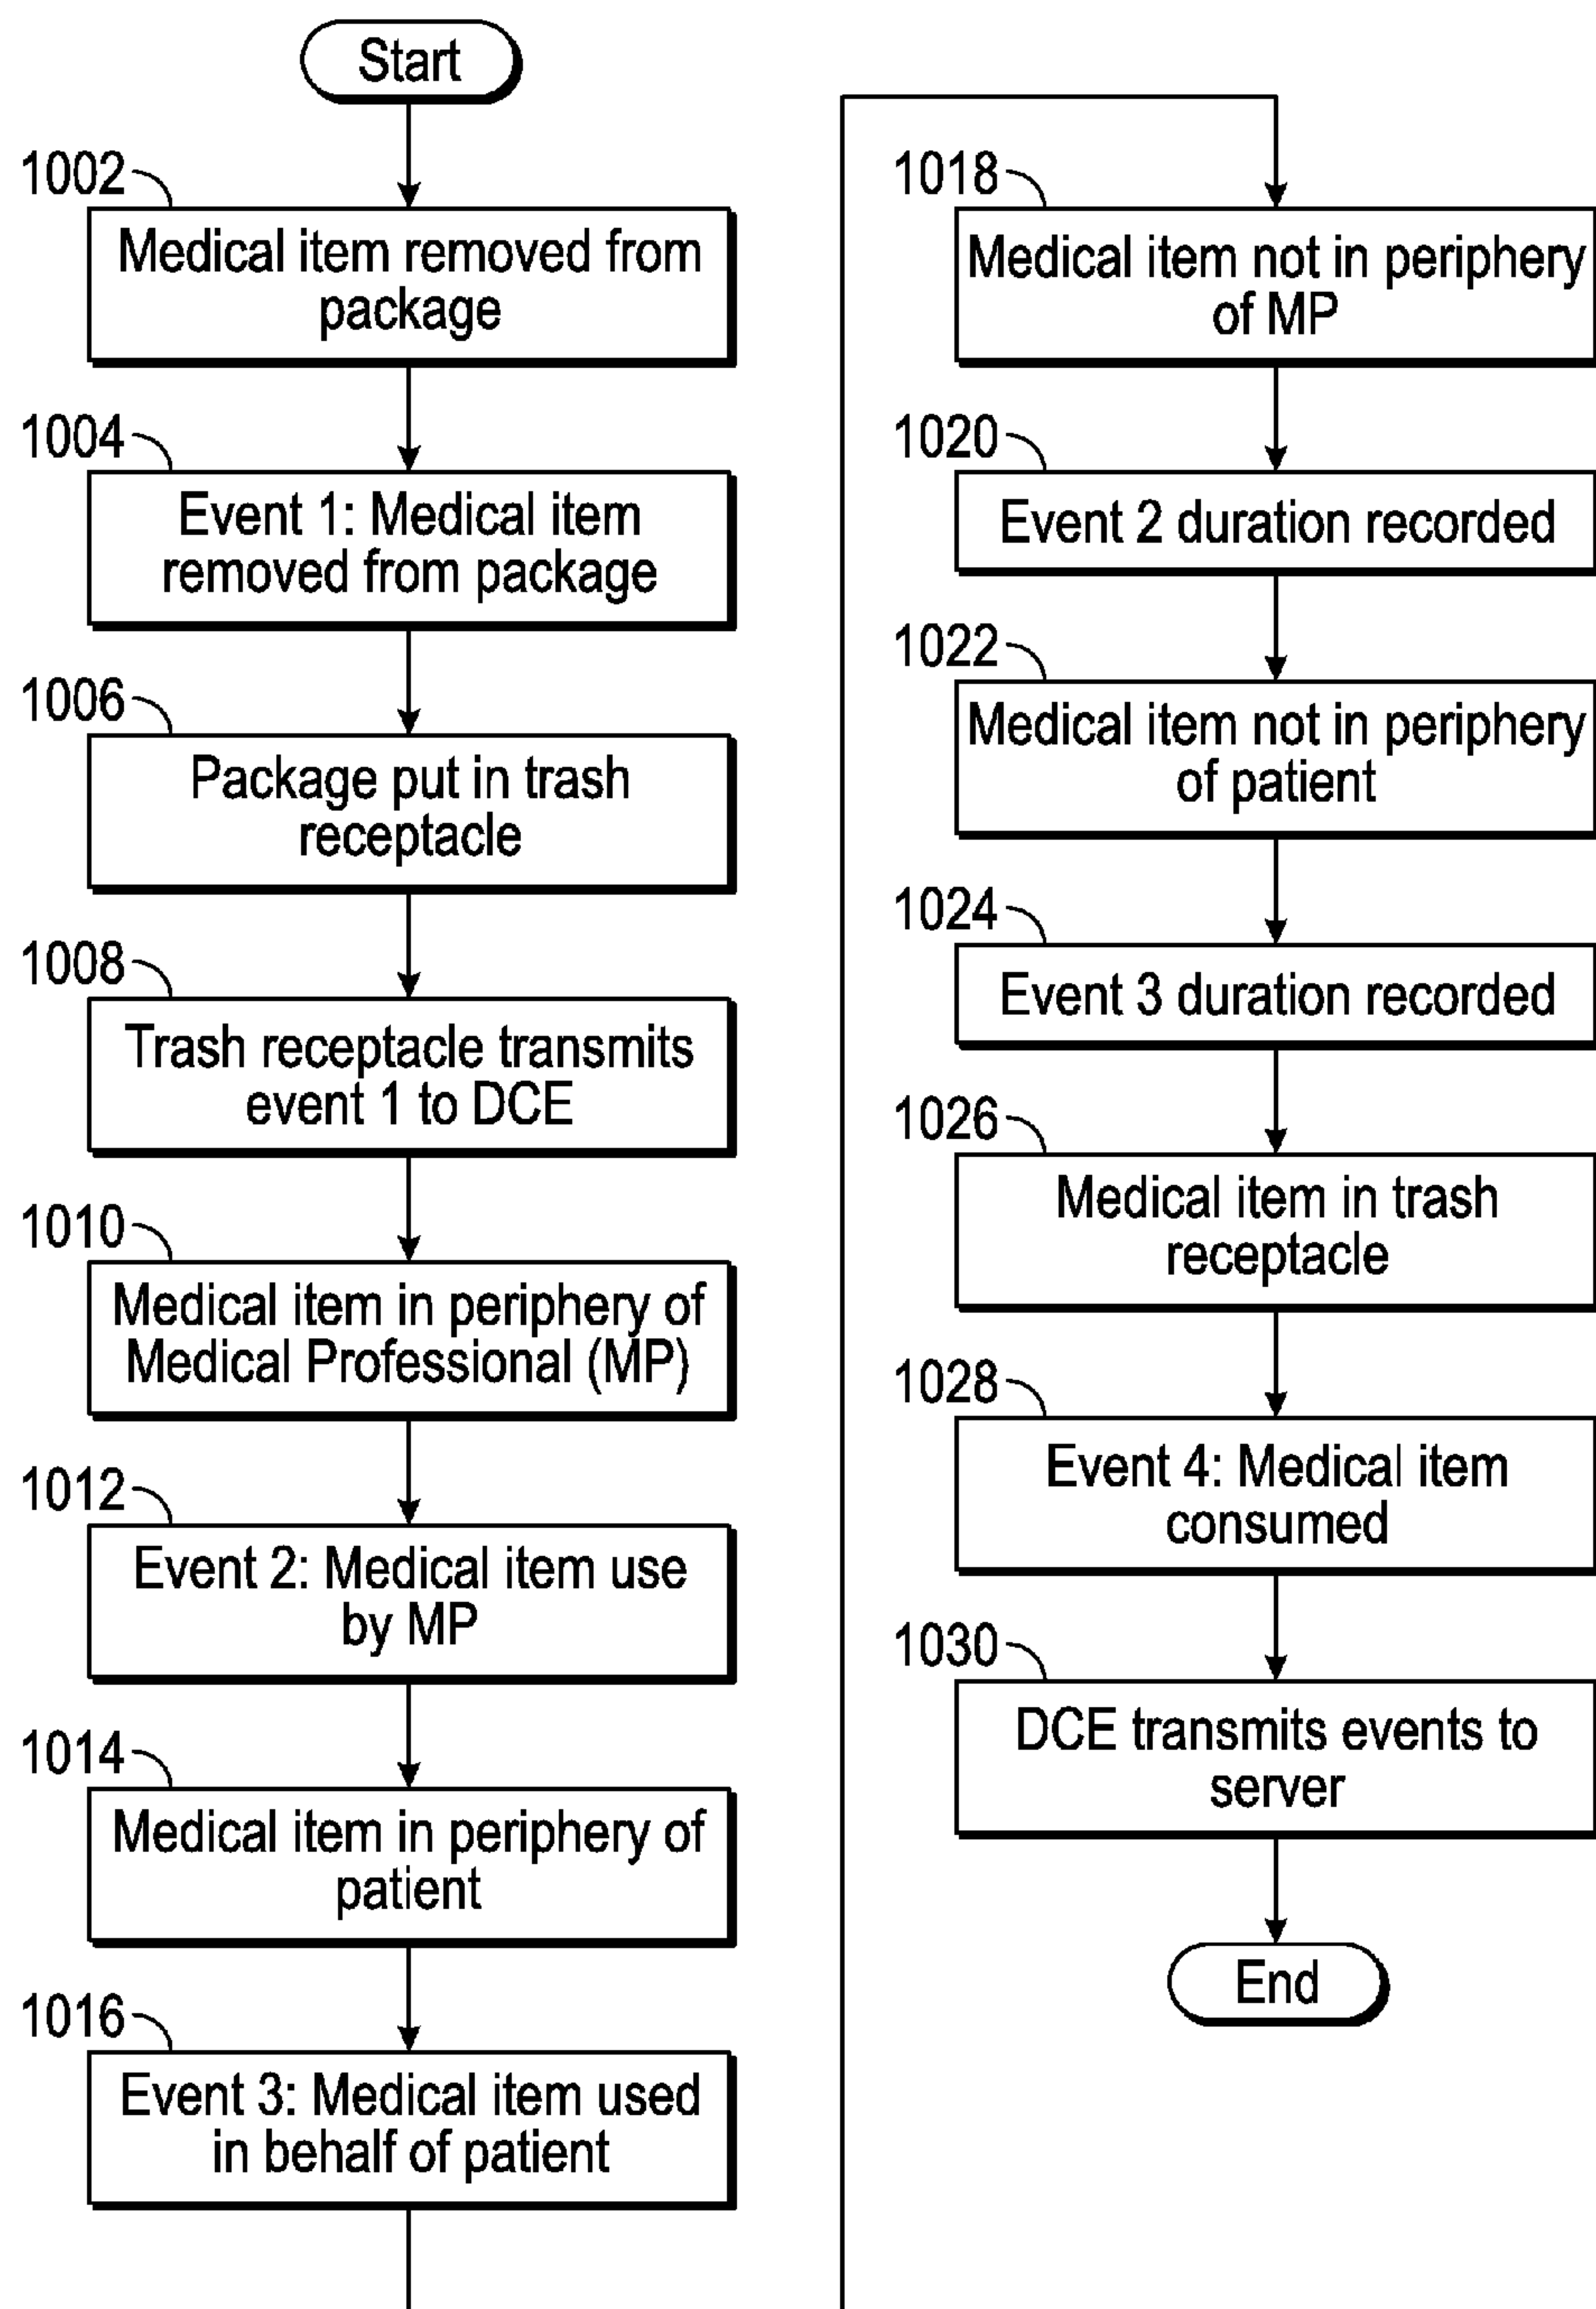 Start
1002
Medical item removed from
package
1004
Event 1: Medical item
removed from package
1006
Package put in trash
receptacle
1008
Trash receptacle transmits
event 1 to DCE
1010
Medical item in periphery of
Medical Professional (MP)
1012
Event 2: Medical item use
by MP
1014
Medical item in periphery of
patient
1016
Event 3: Medical item used
in behalf of patient
1018
Medical item not in periphery
of MP
1020
Event 2 duration recorded
1022
Medical item not in periphery
of patient
1024
Event 3 duration recorded
1026
Medical item in trash
receptacle
1028
Event 4: Medical item
consumed
1030
DCE transmits events to
server
End